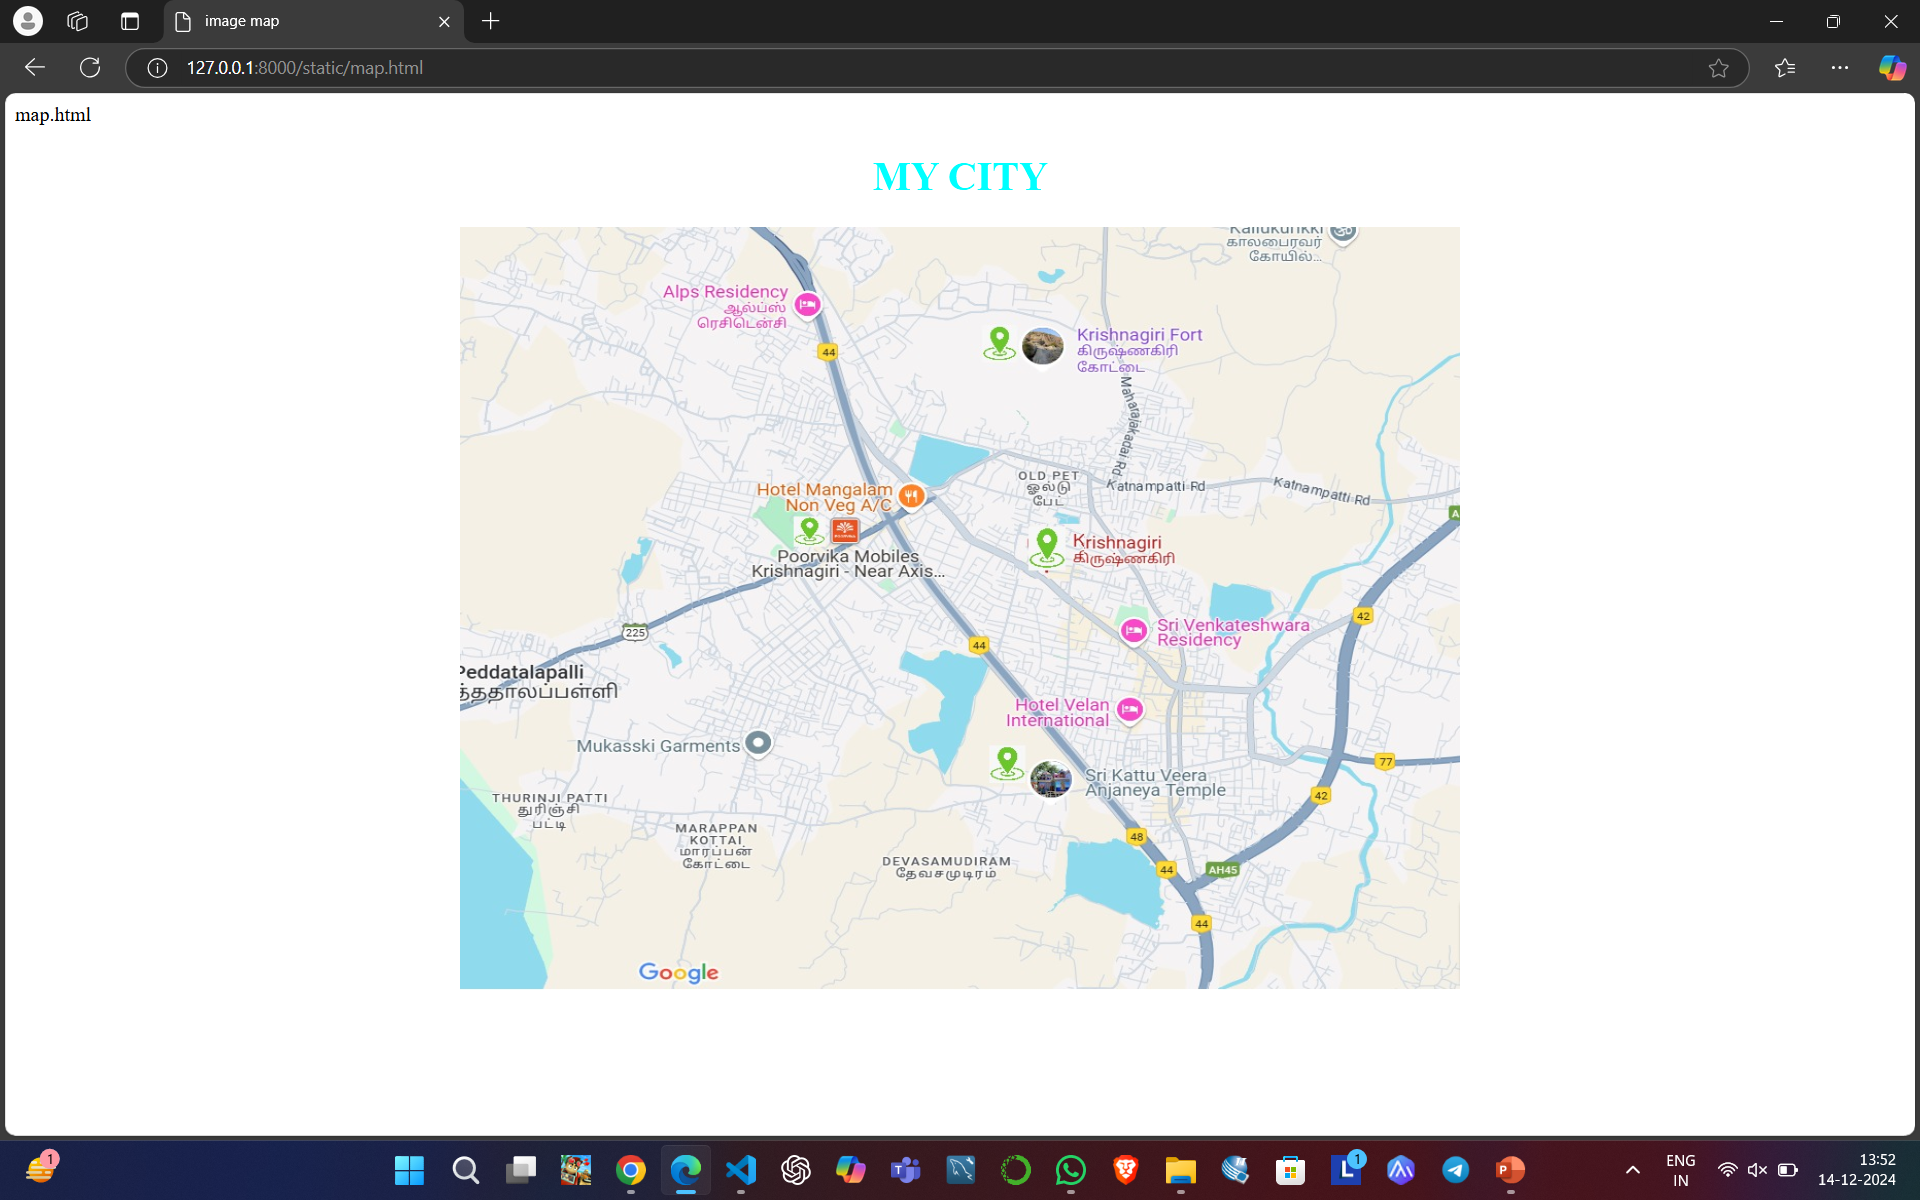 image map
127.0.0.1:8000/static/map.html
map.html
MY CITY
Kallukurikki
காலபைரவர்
கோயில்...
Alps Residency
ஆல்ப்ஸ்
ரெசிடென்சி
44
Krishnagiri Fort
கிருஷ்ணகிரி
கோட்டை
Maharajakadai Rd
OLD PET
ஓல்டு
பேட்
Katnampatti Rd
Katnampatti Rd
Hotel Mangalam
Non Veg A/C
A
Poorvika Mobiles
Krishnagiri - Near Axis...
Krishnagiri
கிருஷ்ணகிரி
42
Sri Venkateshwara
Residency
225
44
Peddatalapalli
த்ததாலப்பள்ளி
Hotel Velan
International
Mukasski Garments
77
Sri Kattu Veera
Anjaneya Temple
42
THURINJI PATTI
துரிஞ்சி
பட்டி
MARAPPAN
KOTTAI
மாரப்பன்
கோட்டை
48
DEVASAMUDIRAM
தேவசமுடிரம்
44
AH45
44
Google
1
1
ENG
IN
13:52
14-12-2024